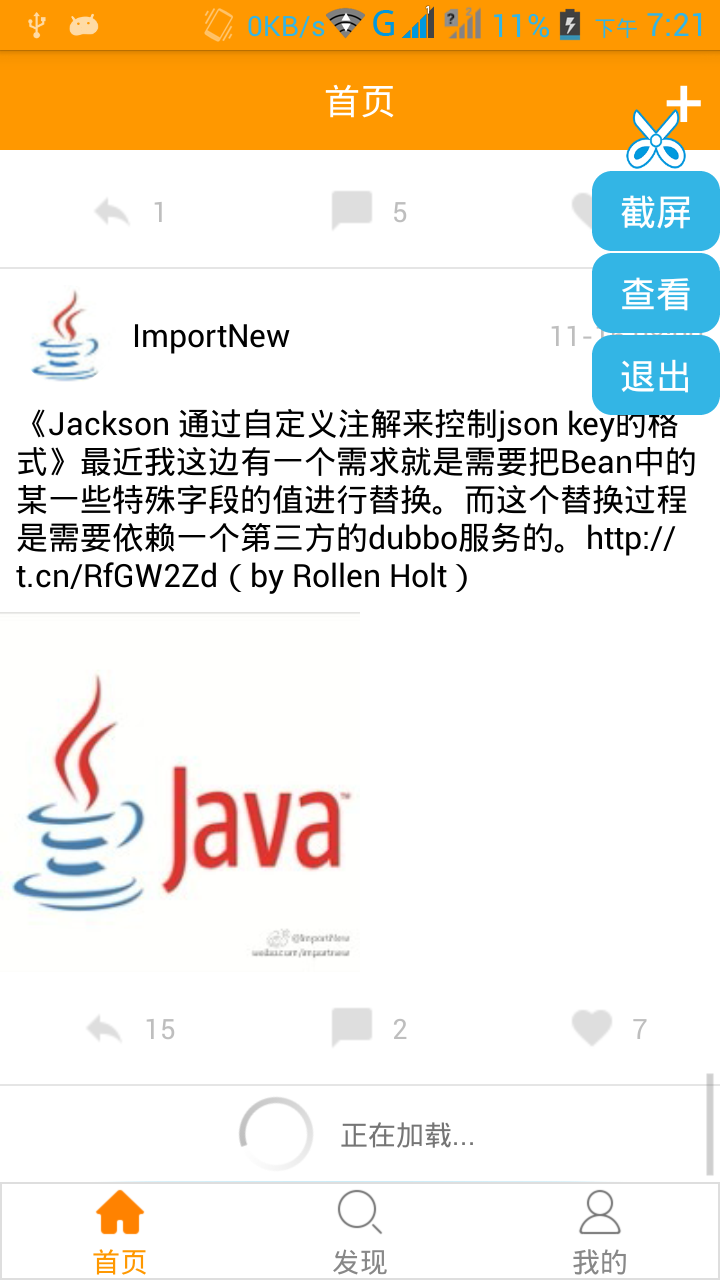 0KB/s G 1 ? 2 11% 下午 7:21
首页
1 5
截屏
查看
退出
ImportNew 11-1
《Jackson 通过自定义注解来控制json key的格
式》最近我这边有一个需求就是需要把Bean中的
某一些特殊字段的值进行替换。而这个替换过程
是需要依赖一个第三方的dubbo服务的。http://
t.cn/RfGW2Zd（by Rollen Holt）
Java™
@ImportNew
weibo.com/importnew
15 2 7
正在加载...
首页 发现 我的